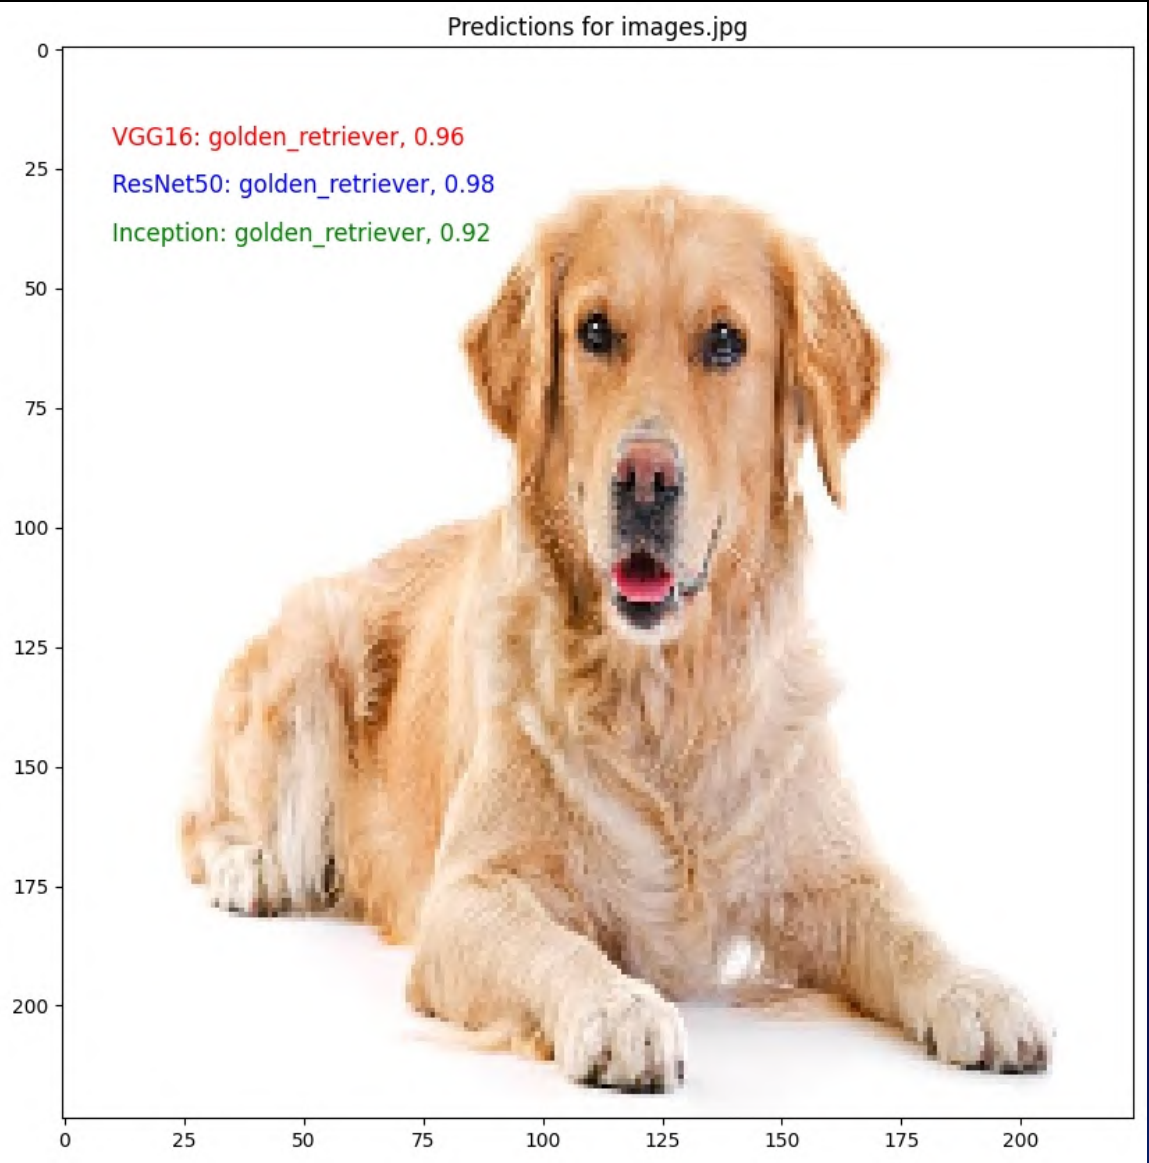 Predictions for images.jpg
VGG16: golden_retriever, 0.96
ResNet50: golden_retriever, 0.98
Inception: golden_retriever, 0.92
0
25
50
75
100
125
150
175
200
0 25 50 75 100 125 150 175 200